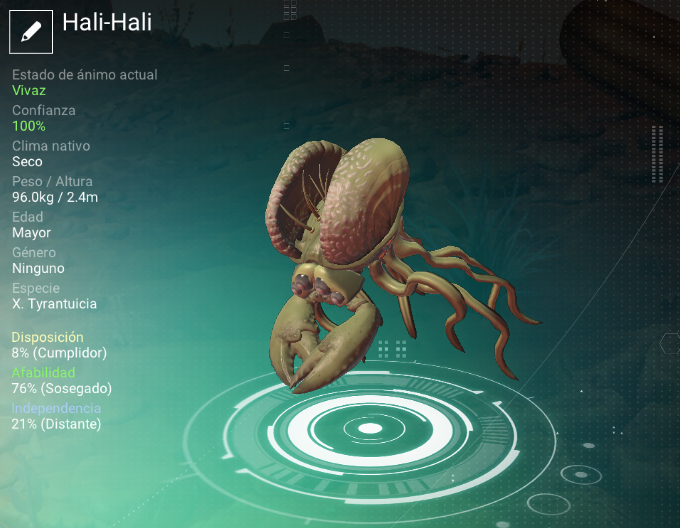 Hali-Hali
Estado de ánimo actual
Vivaz
Confianza
100%
Clima nativo
Seco
Peso / Altura
96.0kg / 2.4m
Edad
Mayor
Género
Ninguno
Especie
X. Tyrantuicia
Disposición
8% (Cumplidor)
Afabilidad
76% (Sosegado)
Independencia
21% (Distante)